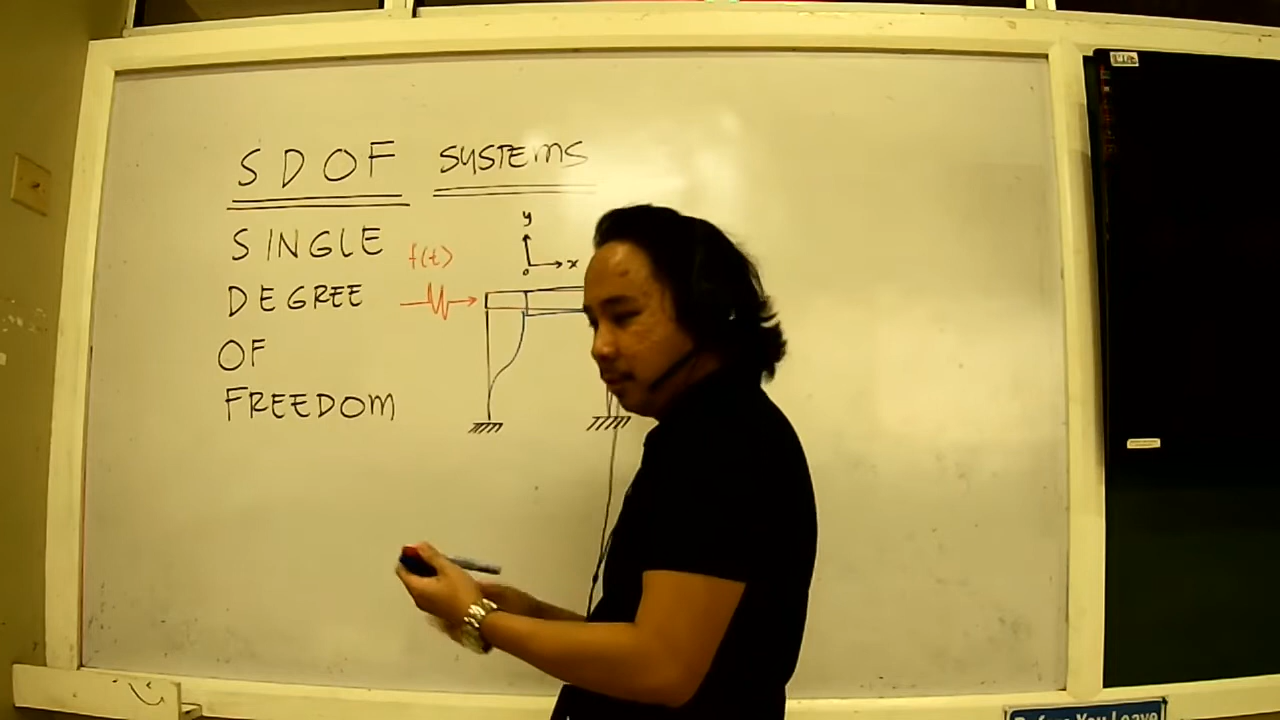 SDOF SYSTEMS
SINGLE
DEGREE
OF
FREEDOM
f(t)
y
o
x
Before You Leave